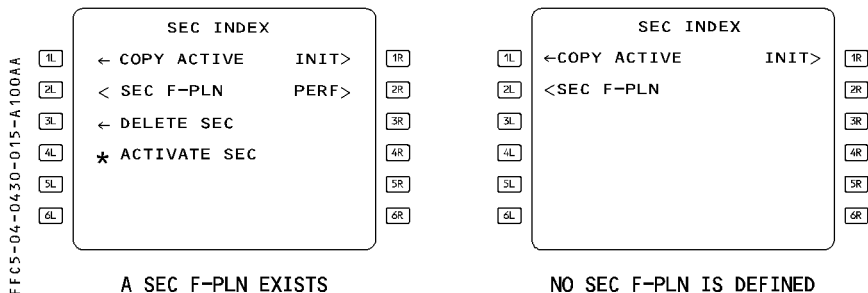 SEC INDEX
1L ← COPY ACTIVE INIT> 1R
2L < SEC F-PLN PERF> 2R
3L ← DELETE SEC 3R
4L * ACTIVATE SEC 4R
5L 5R
6L 6R
A SEC F-PLN EXISTS
SEC INDEX
1L ←COPY ACTIVE INIT> 1R
2L <SEC F-PLN 2R
3L 3R
4L 4R
5L 5R
6L 6R
NO SEC F-PLN IS DEFINED
FFC5-04-0430-015-A100AA